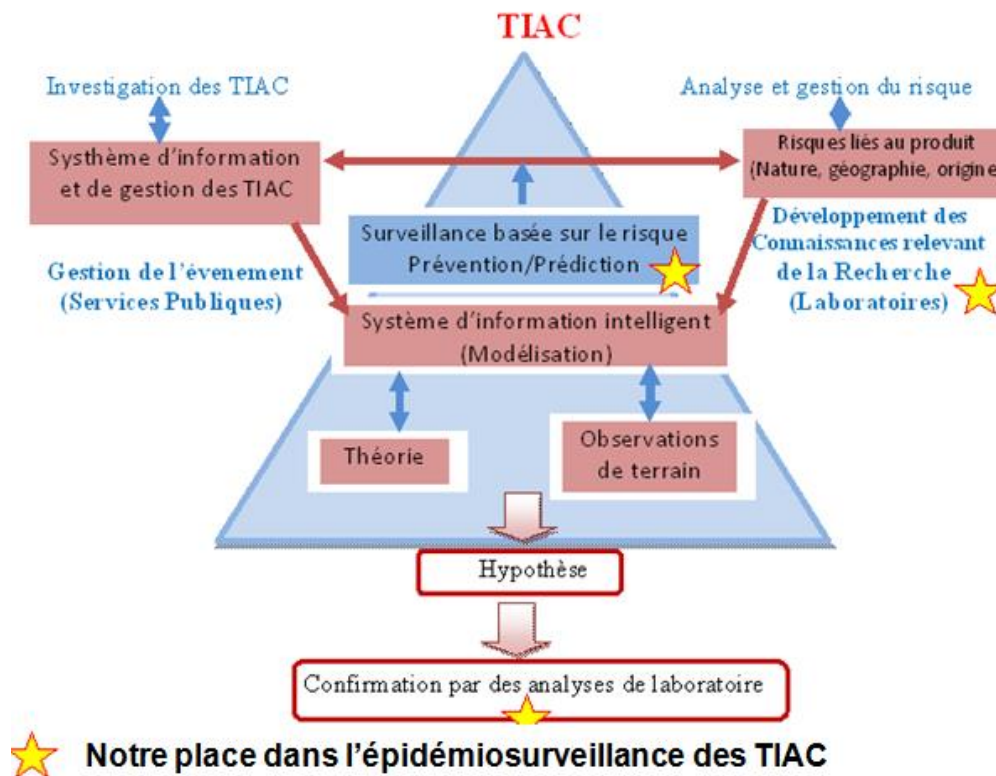 TIAC
Investigation des TIAC
Analyse et gestion du risque
Systhème d'information
et de gestion des TIAC
Risques liés au produit
(Nature, géographie, origine
Surveillance basée sur le risque
Prévention/Prédiction
Développement des
Connaissances relevant
de la Recherche
(Laboratoires)
Gestion de l'évenement
(Services Publiques)
Système d'information intelligent
(Modélisation)
Théorie
Observations
de terrain
Hypothèse
Confirmation par des analyses de laboratoire
Notre place dans l'épidémiosurveillance des TIAC